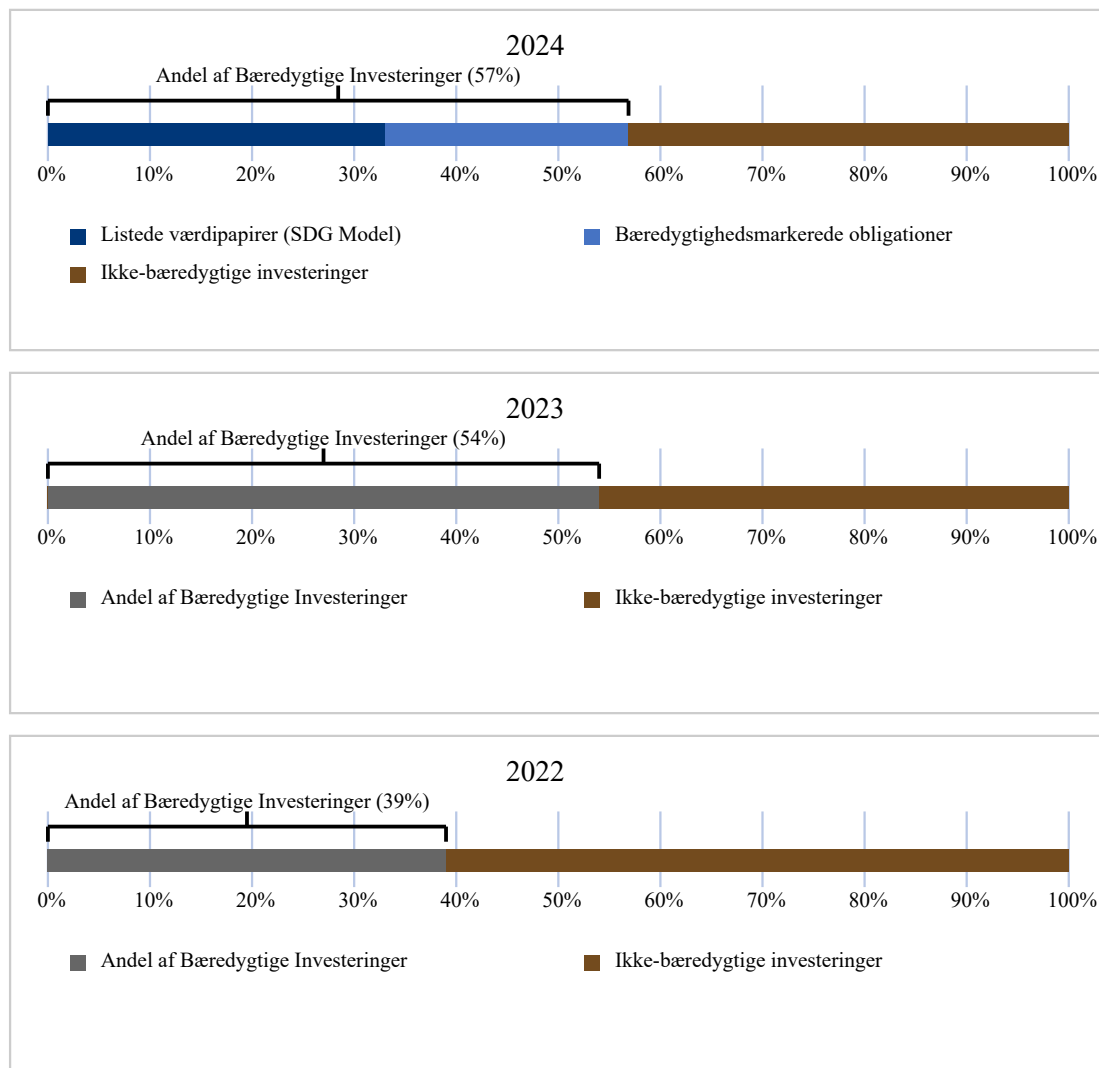 2024
Andel af Bæredygtige Investeringer (57%)
0% 10% 20% 30% 40% 50% 60% 70% 80% 90% 100%
Listede værdipapirer (SDG Model) Bæredygtighedsmarkerede obligationer
Ikke-bæredygtige investeringer
2023
Andel af Bæredygtige Investeringer (54%)
0% 10% 20% 30% 40% 50% 60% 70% 80% 90% 100%
Andel af Bæredygtige Investeringer Ikke-bæredygtige investeringer
2022
Andel af Bæredygtige Investeringer (39%)
0% 10% 20% 30% 40% 50% 60% 70% 80% 90% 100%
Andel af Bæredygtige Investeringer Ikke-bæredygtige investeringer